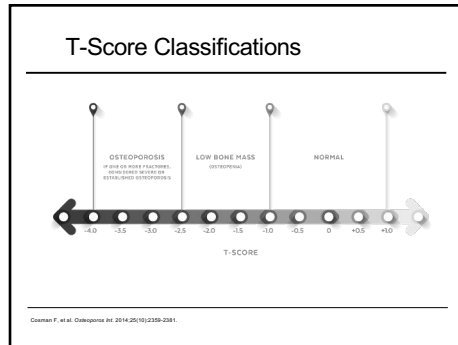 T-Score Classifications
OSTEOPOROSIS
(IF ONE OR MORE FRACTURES,
CONSIDERED SEVERE OR
ESTABLISHED OSTEOPOROSIS)
LOW BONE MASS
(OSTEOPENIA)
NORMAL
-4.0 -3.5 -3.0 -2.5 -2.0 -1.5 -1.0 -0.5 0 +0.5 +1.0
T-SCORE
Cosman F, et al. Osteoporos Int. 2014;25(10):2359-2381.